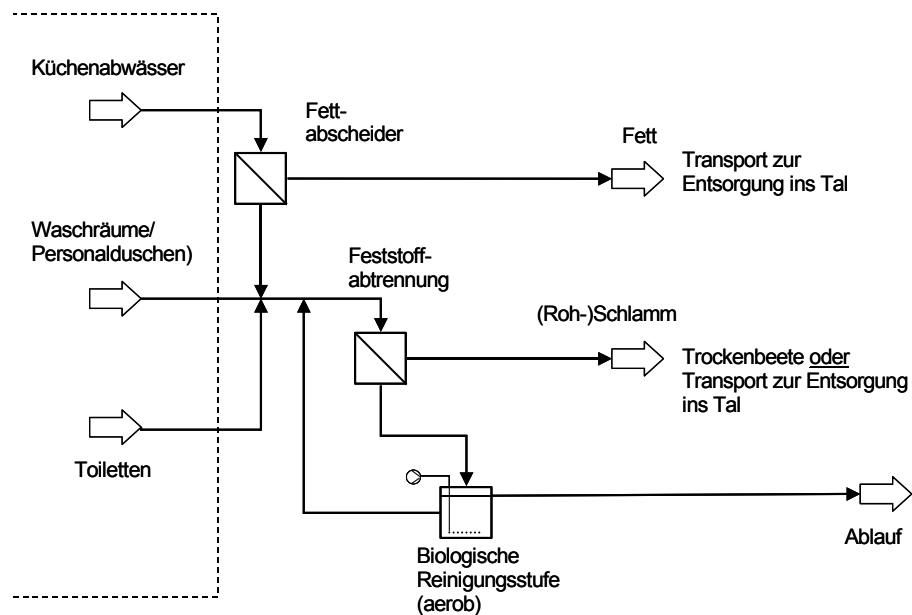 Küchenabwässer
Fett-
abscheider
Fett
Transport zur
Entsorgung ins Tal
Waschräume/
Personalduschen)
Feststoff-
abtrennung
(Roh-)Schlamm
Trockenbeete oder
Transport zur Entsorgung
ins Tal
Toiletten
Ablauf
Biologische
Reinigungsstufe
(aerob)